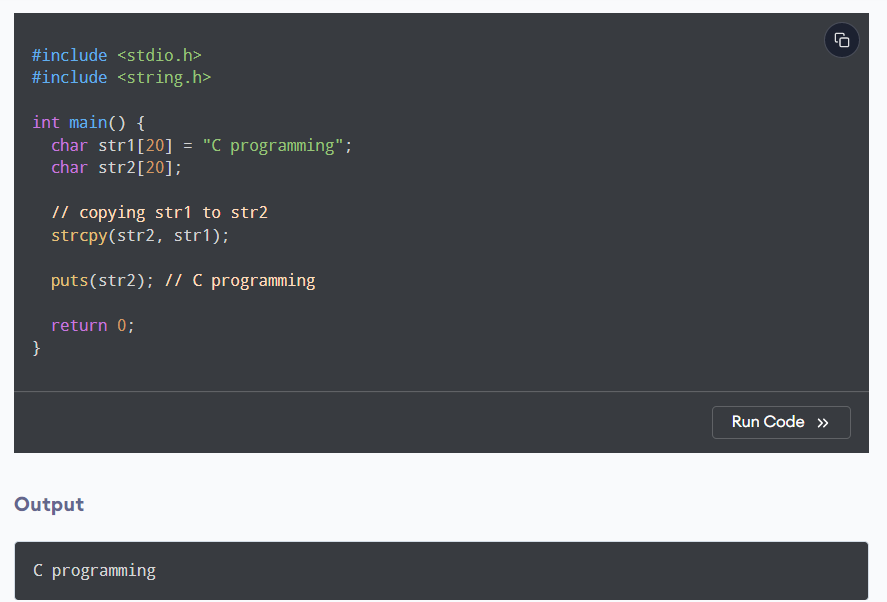 #include <stdio.h>
#include <string.h>
int main() {
  char str1[20] = "C programming";
  char str2[20];
  // copying str1 to str2
  strcpy(str2, str1);
  puts(str2); // C programming
  return 0;
}
Run Code »
Output
C programming